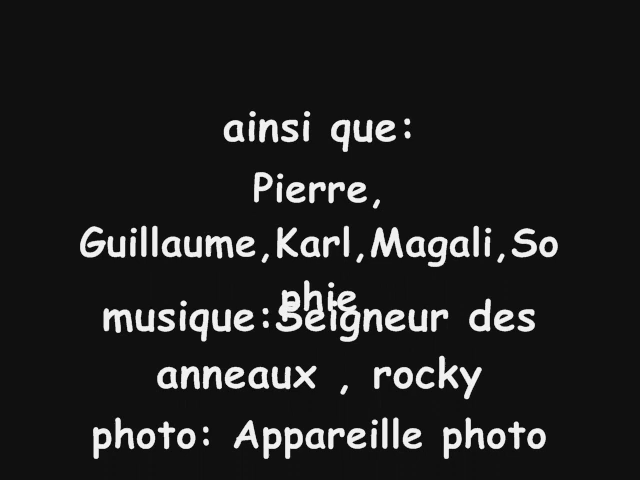 ainsi que:
Pierre,
Guillaume,Karl,Magali,So
phie
musique:Seigneur des
anneaux , rocky
photo: Appareille photo